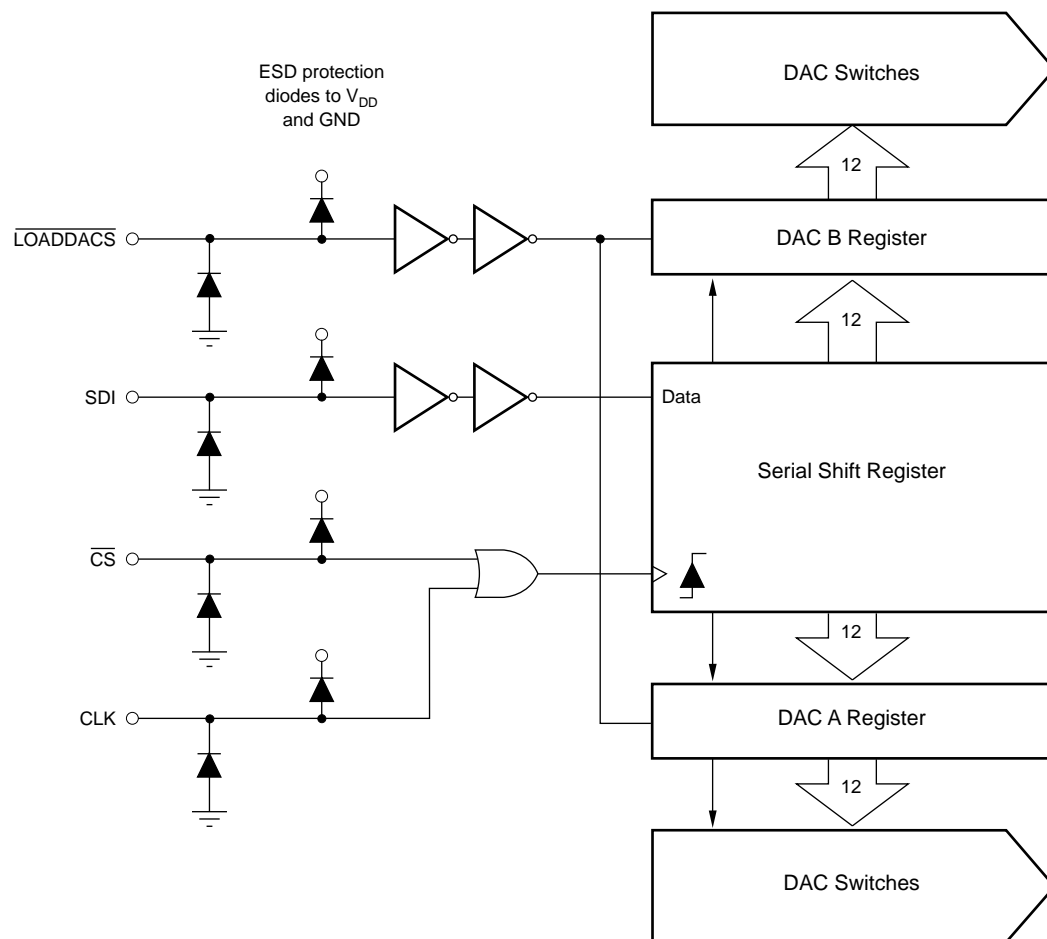 DAC Switches
ESD protection
diodes to VDD
and GND
12
LOADDACS
DAC B Register
12
SDI
Data
Serial Shift Register
CS
12
CLK
DAC A Register
12
DAC Switches